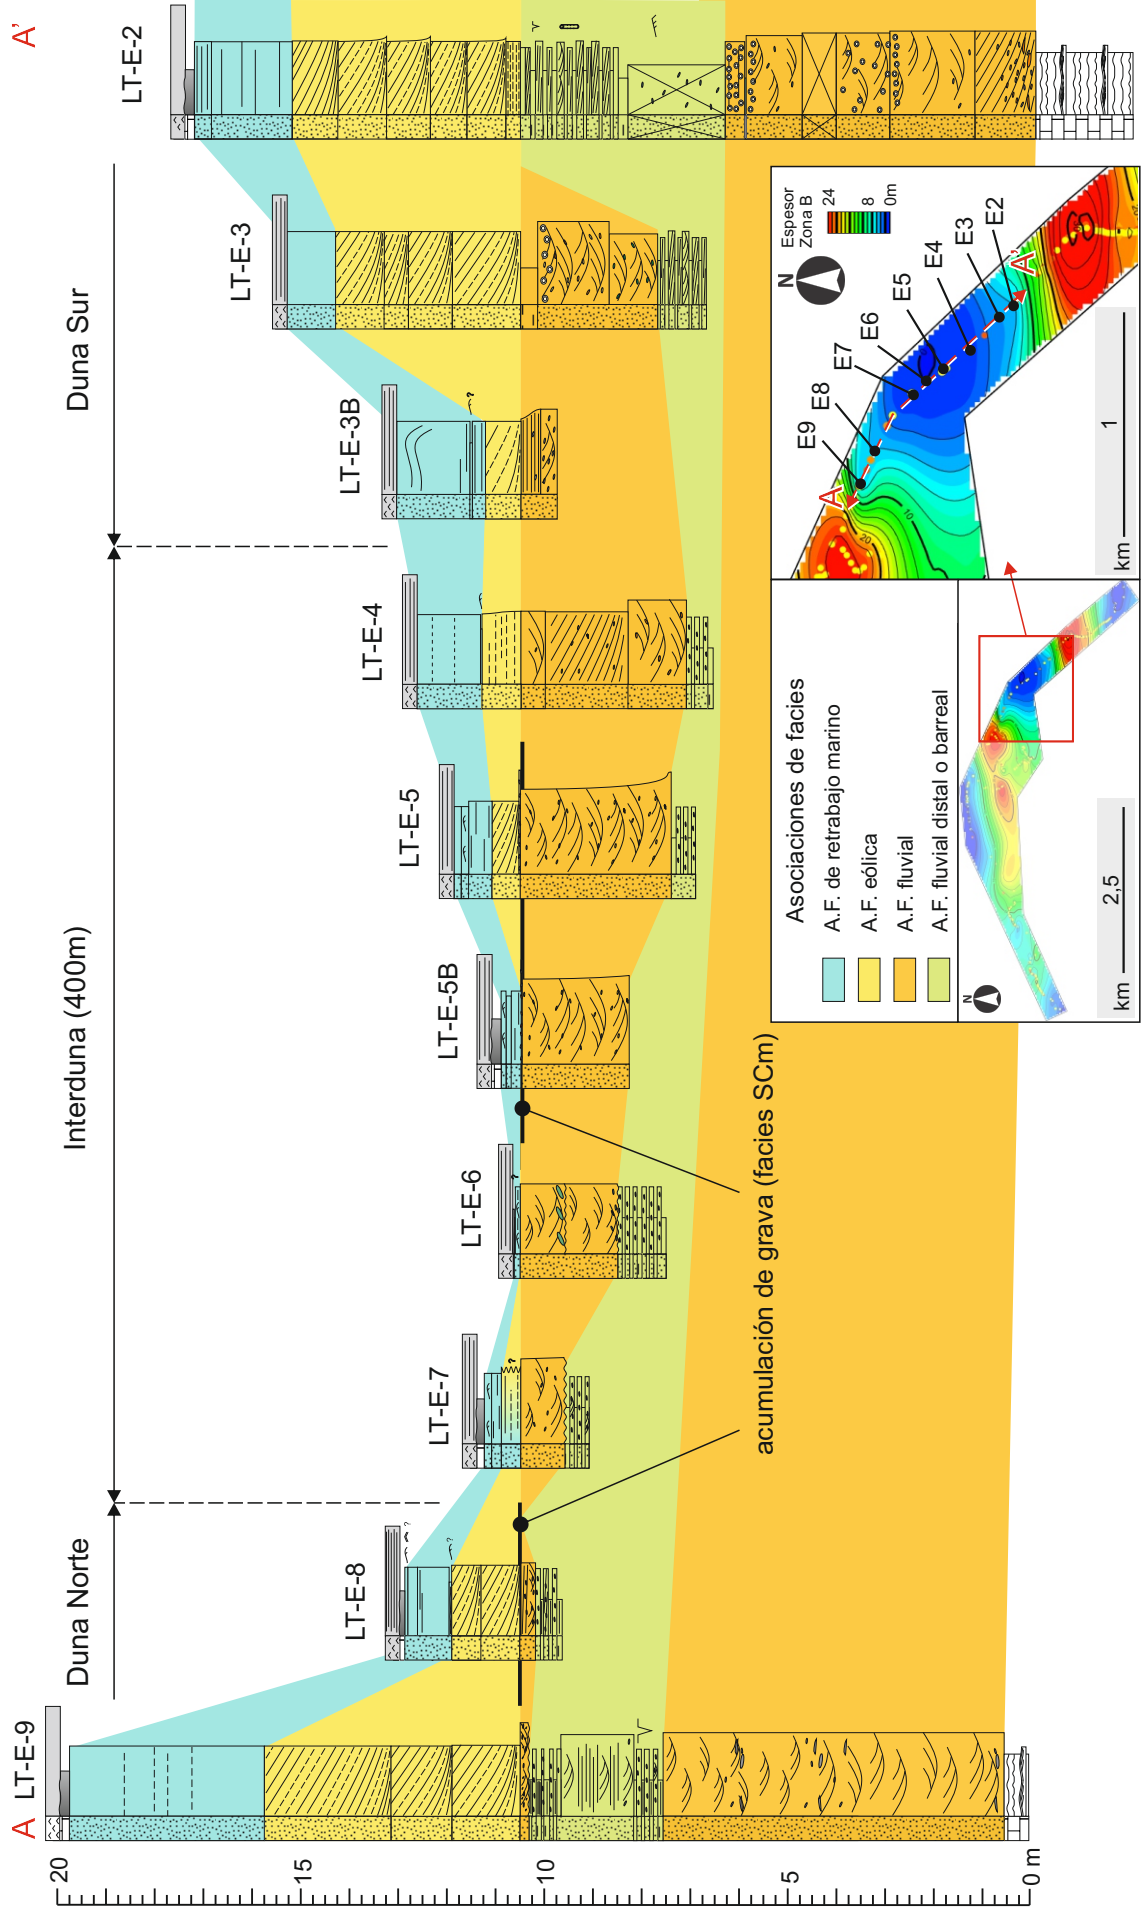 A
A'
LT-E-9
LT-E-8
LT-E-7
LT-E-6
LT-E-5B
LT-E-5
LT-E-4
LT-E-3B
LT-E-3
LT-E-2
Duna Norte
Interduna (400m)
Duna Sur
20
15
10
5
0 m
?
?
?
?
?
acumulación de grava (facies SCm)
Asociaciones de facies
A.F. de retrabajo marino
A.F. eólica
A.F. fluvial
A.F. fluvial distal o barreal
N
km
2,5
Espesor
Zona B
24
8
0m
N
A
A'
E9
E8
E7
E6
E5
E4
E3
E2
20
10
km
1